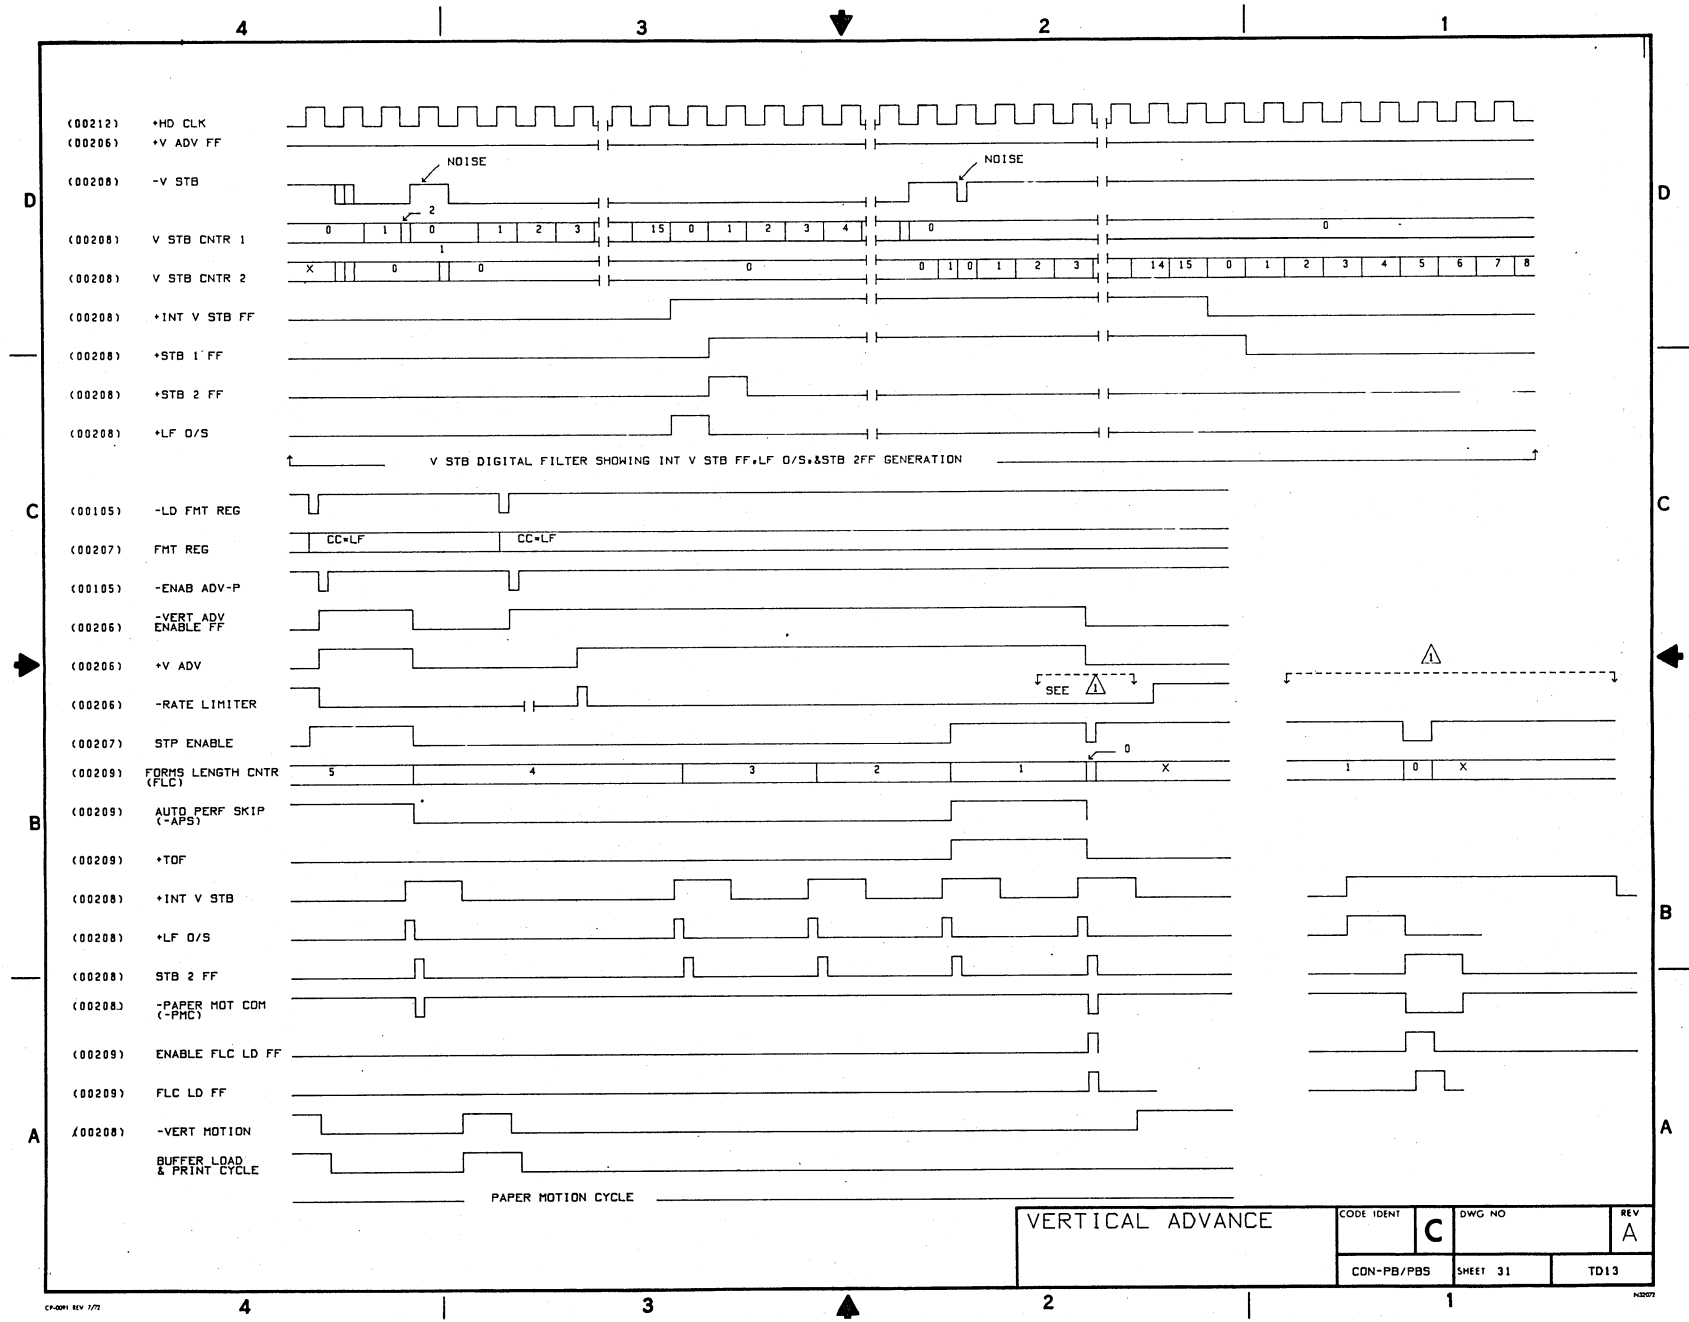 4 3 2 1
(00212) +HD CLK
(00206) +V ADV FF
NOISE NOISE
(00208) -V STB
D D
2
0 1 0 1 2 3 15 0 1 2 3 4 0 0
(00208) V STB CNTR 1
1
X 0 0 0 0 1 0 1 2 3 14 15 0 1 2 3 4 5 6 7 8
(00208) V STB CNTR 2
(00208) +INT V STB FF
(00208) +STB 1 FF
(00208) +STB 2 FF
(00208) +LF O/S
V STB DIGITAL FILTER SHOWING INT V STB FF,LF O/S,&STB 2FF GENERATION
C C
(00105) -LD FMT REG
CC=LF CC=LF
(00207) FMT REG
(00105) -ENAB ADV-P
-VERT ADV
(00206) ENABLE FF
(00206) +V ADV
1
SEE 1
(00206) -RATE LIMITER
(00207) STP ENABLE
0
(00209) FORMS LENGTH CNTR 5 4 3 2 1 X 1 0 X
(FLC)
B
(00209) AUTO PERF SKIP
(-APS)
(00209) +TOF
(00208) +INT V STB
B
(00208) +LF O/S
(00208) STB 2 FF
(00208) -PAPER MOT COM
(-PMC)
(00209) ENABLE FLC LD FF
(00209) FLC LD FF
A (00208) -VERT MOTION A
BUFFER LOAD
& PRINT CYCLE
PAPER MOTION CYCLE
VERTICAL ADVANCE
CODE IDENT C DWG NO REV A
CON-PB/PBS SHEET 31 TD13
CP-0091 REV 7/72 4 3 2 1 N32072